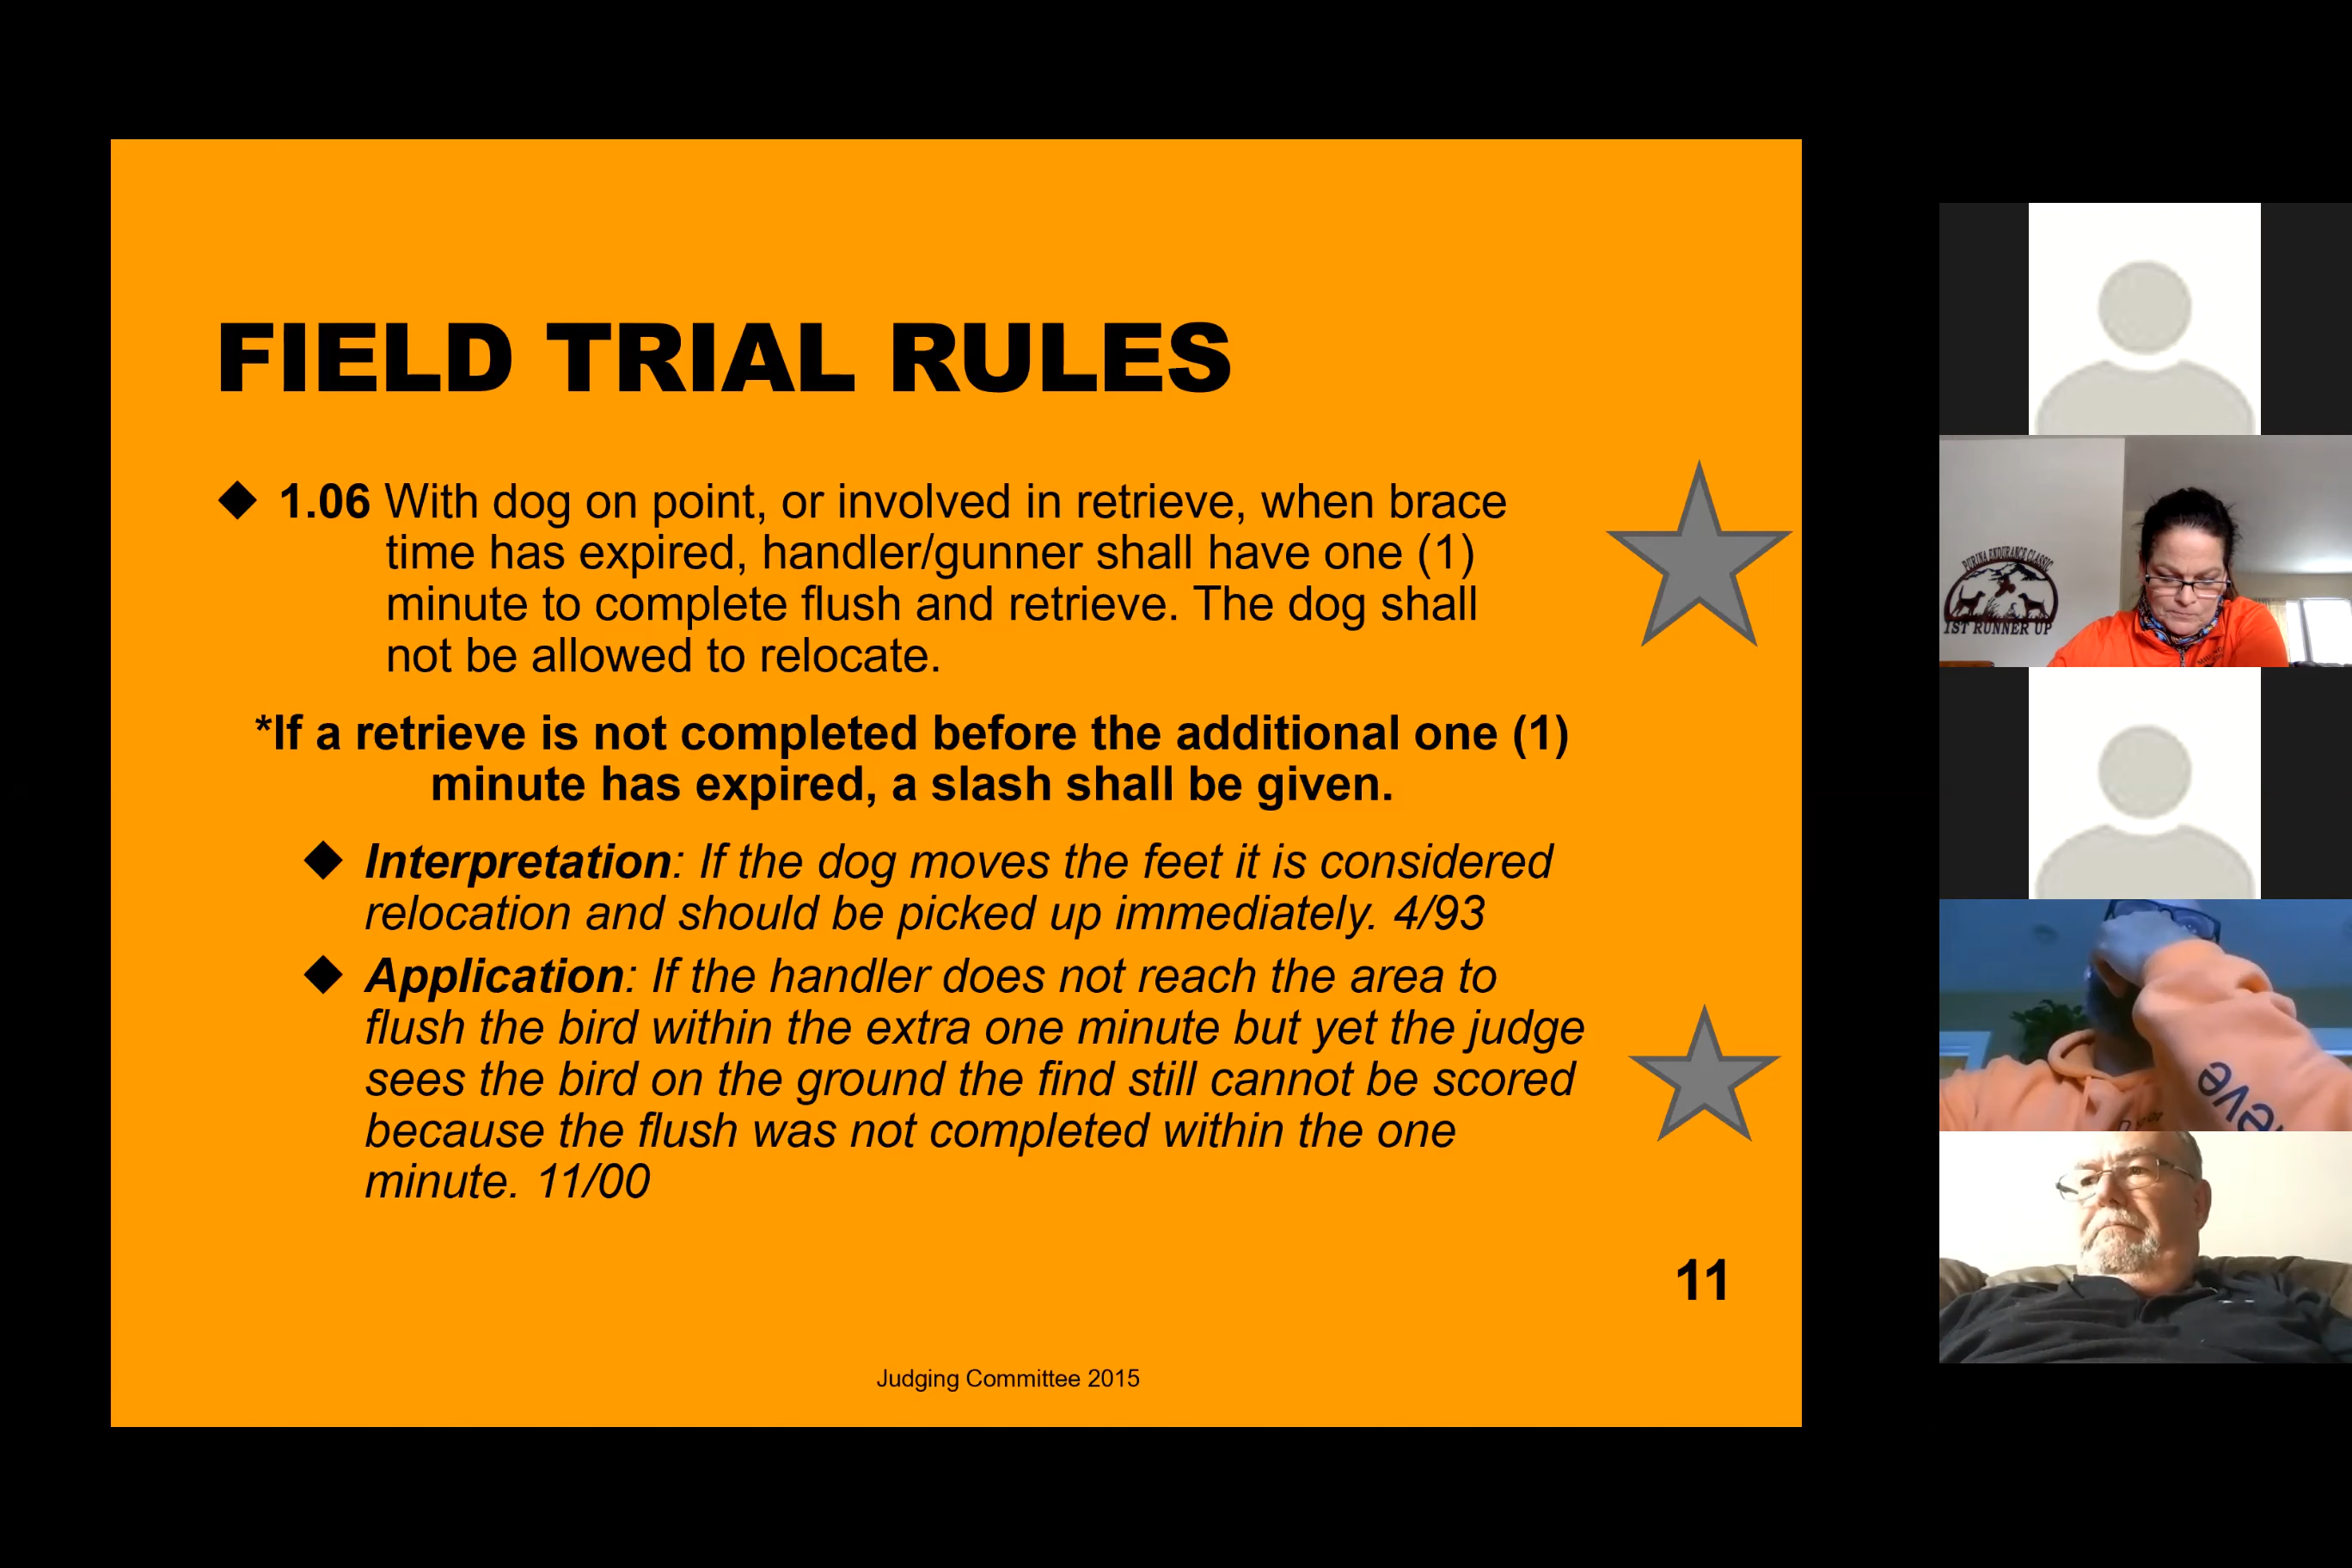 FIELD TRIAL RULES
1.06 With dog on point, or involved in retrieve, when brace
time has expired, handler/gunner shall have one (1)
minute to complete flush and retrieve. The dog shall
not be allowed to relocate.
*If a retrieve is not completed before the additional one (1)
minute has expired, a slash shall be given.
Interpretation: If the dog moves the feet it is considered
relocation and should be picked up immediately. 4/93
Application: If the handler does not reach the area to
flush the bird within the extra one minute but yet the judge
sees the bird on the ground the find still cannot be scored
because the flush was not completed within the one
minute. 11/00
11
Judging Committee 2015
PURINA ENDURANCE CLASSIC
1ST RUNNER UP